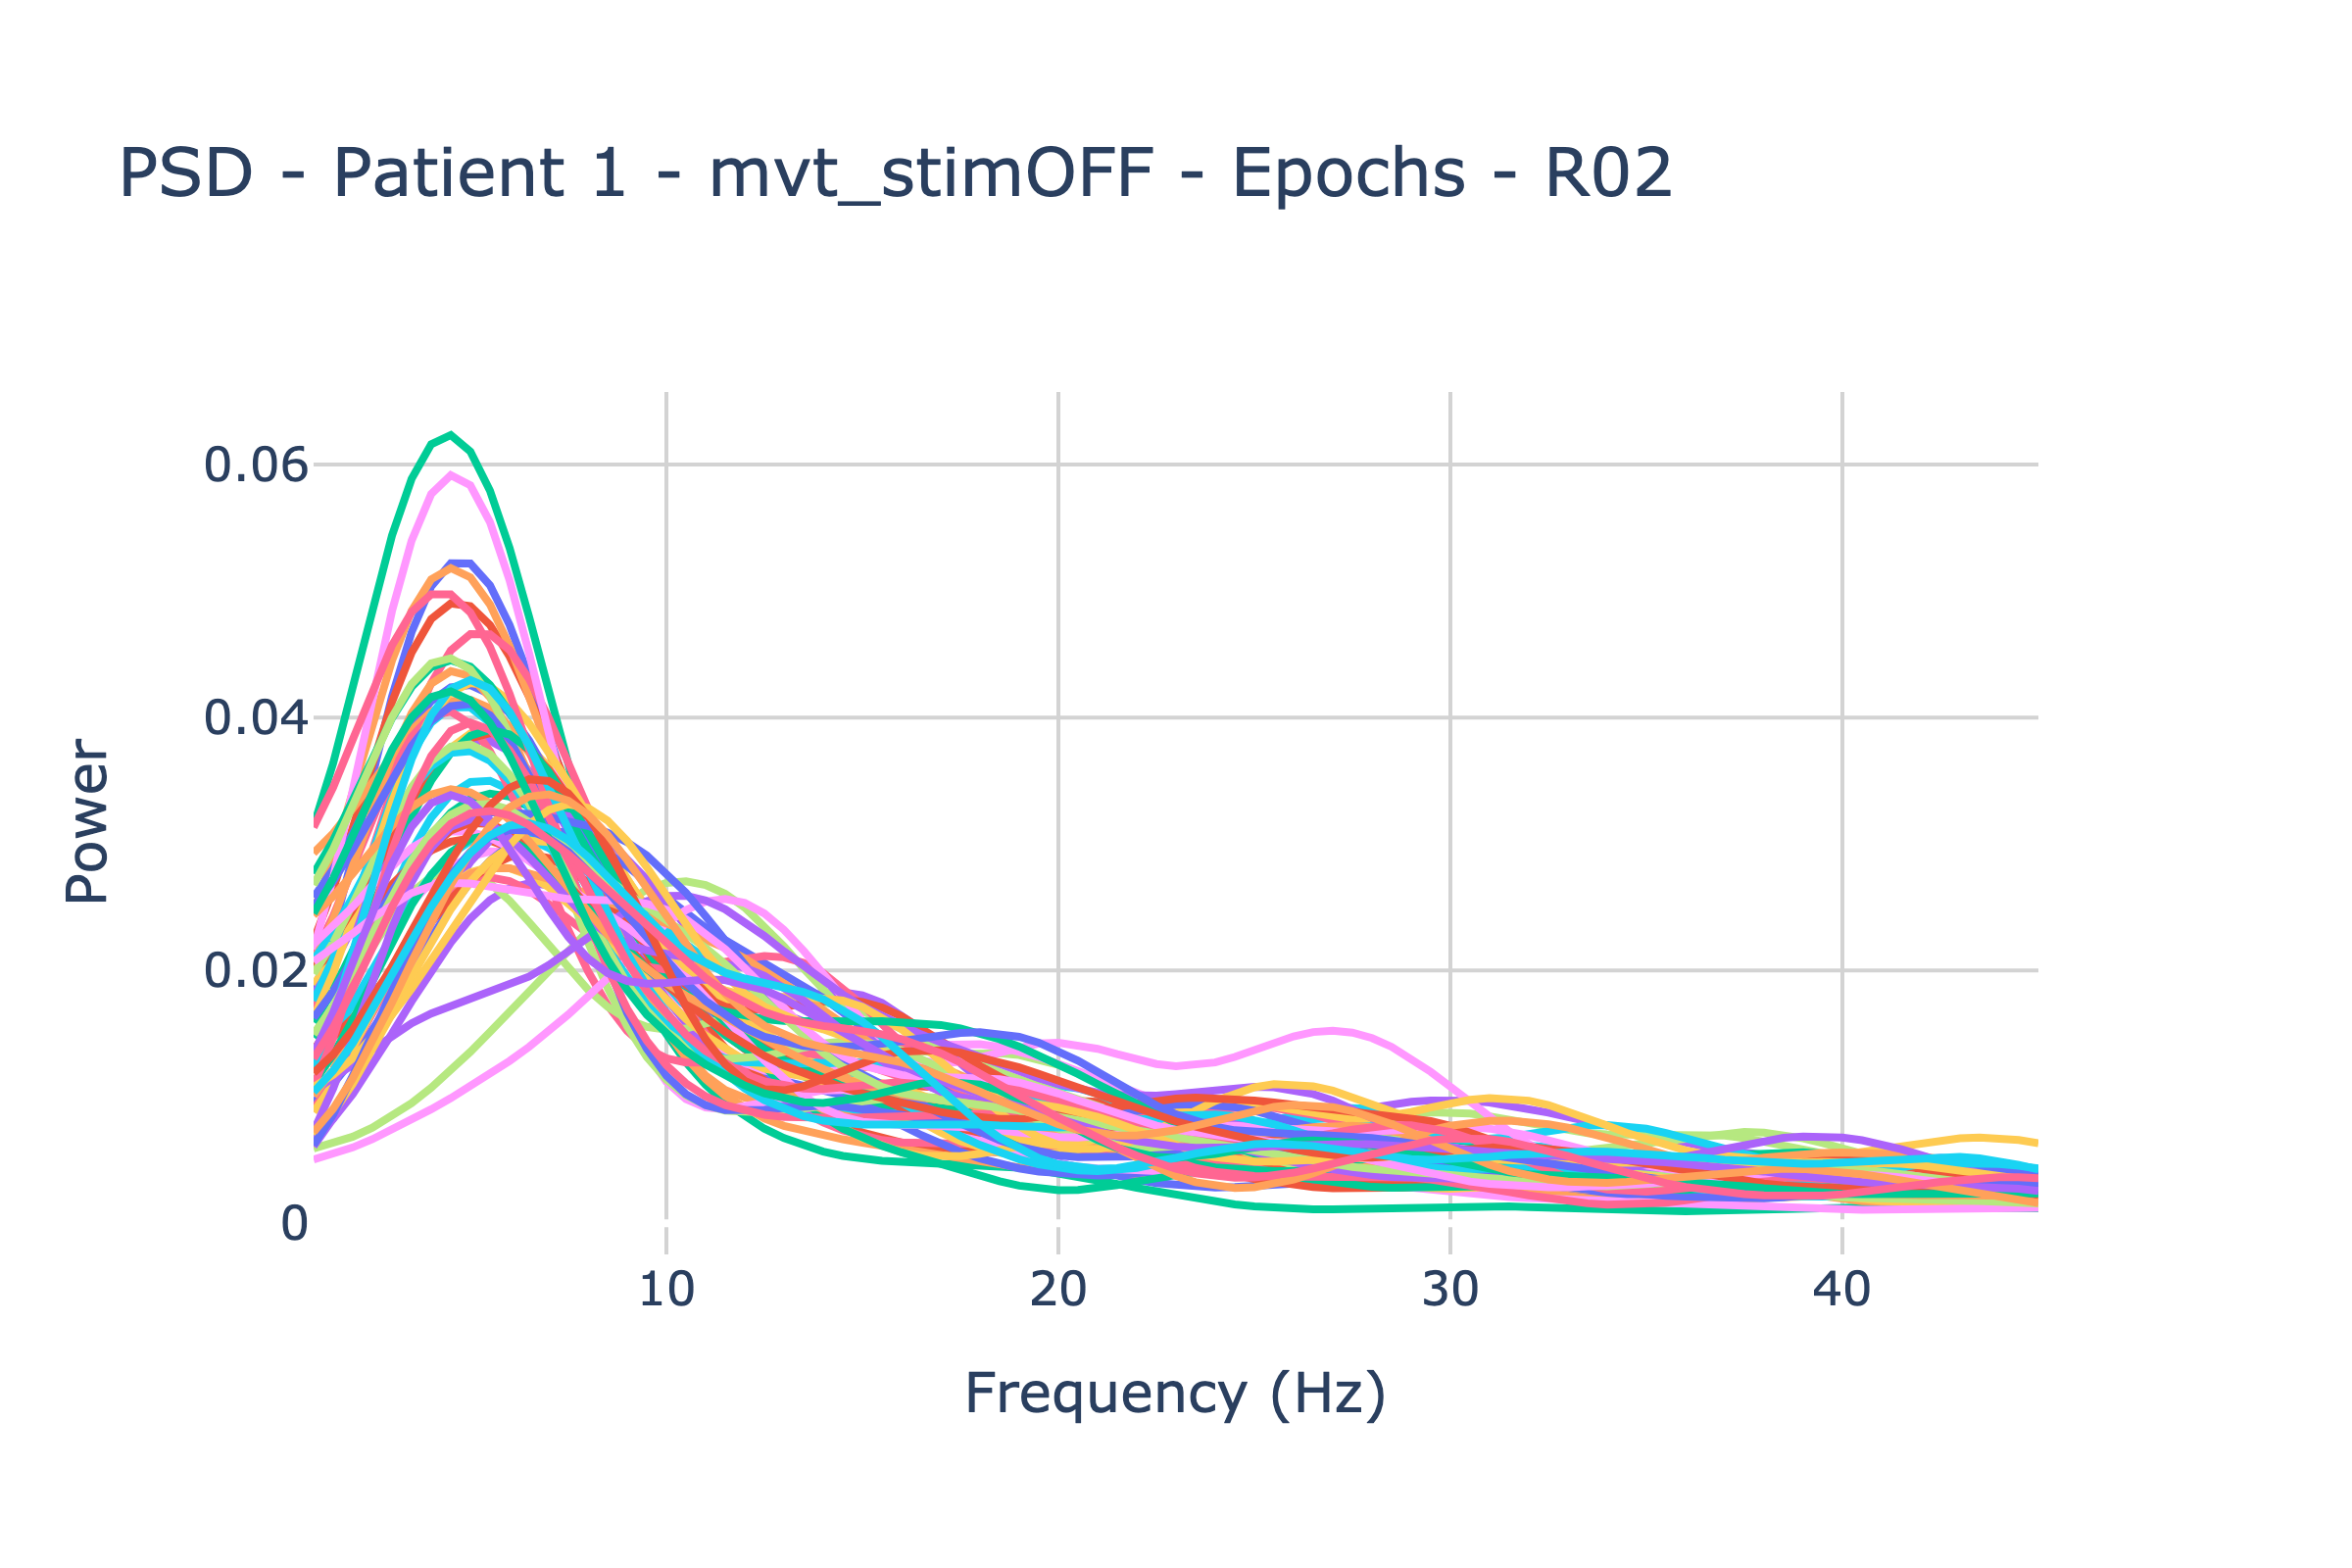 PSD - Patient 1 - mvt_stimOFF - Epochs - R02
0.06
0.04
0.02
0
Power
10 20 30 40
Frequency (Hz)